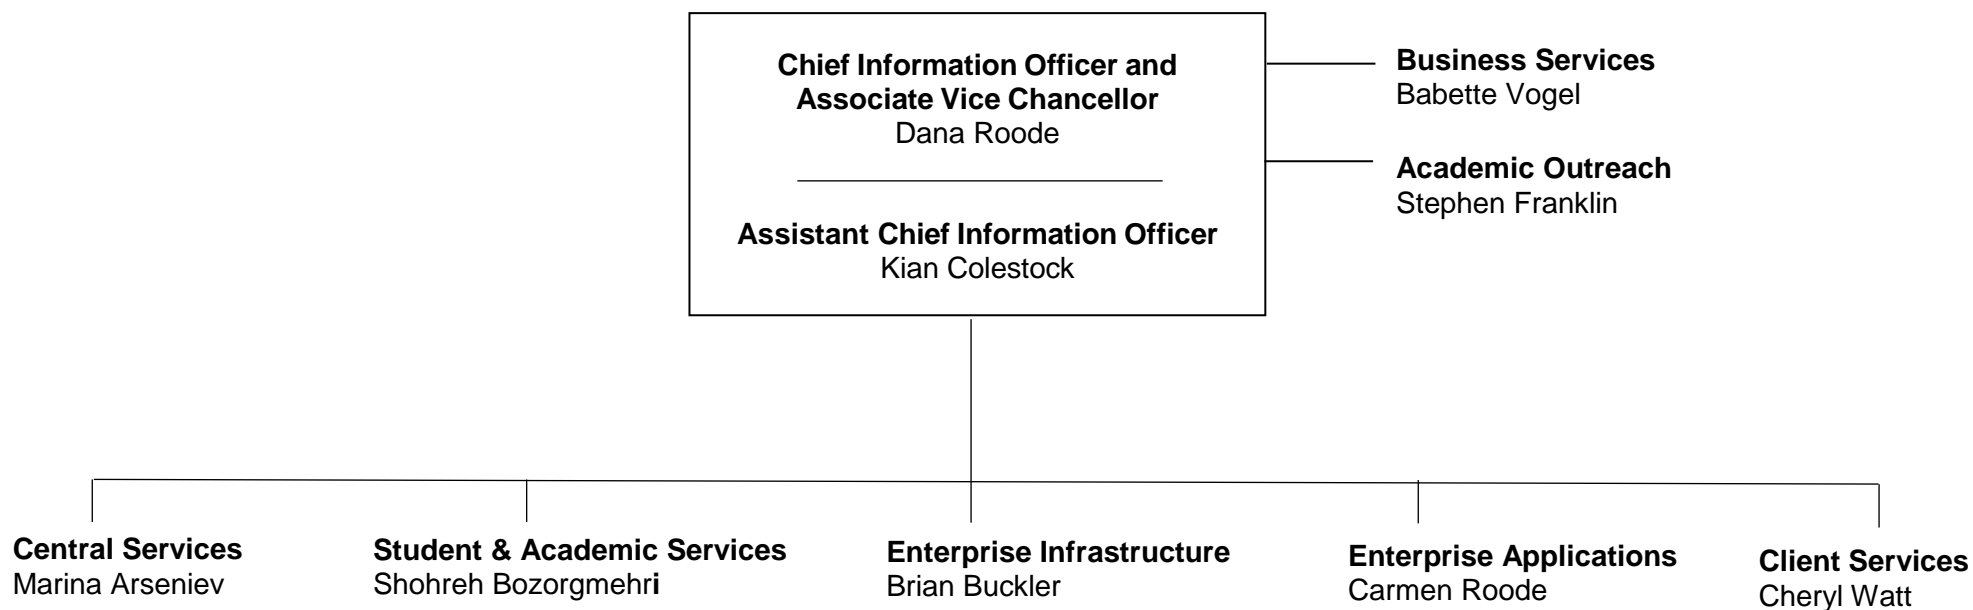 Chief Information Officer and
Associate Vice Chancellor
Dana Roode
Assistant Chief Information Officer
Kian Colestock
Business Services
Babette Vogel
Academic Outreach
Stephen Franklin
Central Services
Marina Arseniev
Student & Academic Services
Shohreh Bozorgmehri
Enterprise Infrastructure
Brian Buckler
Enterprise Applications
Carmen Roode
Client Services
Cheryl Watt